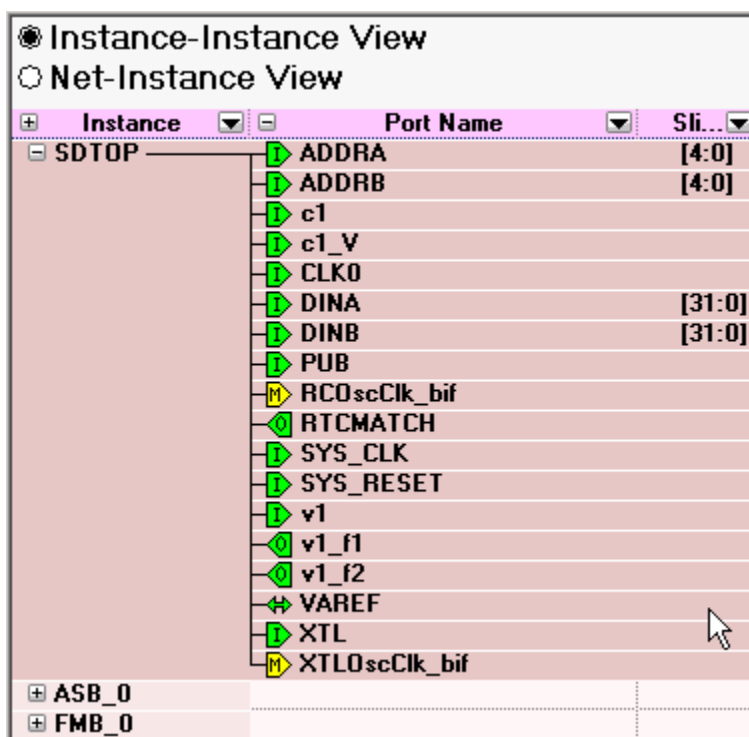 Instance-Instance View
Net-Instance View
Instance Port Name Sli...
SDTOP I ADDRA [4:0]
I ADDRB [4:0]
I c1
I c1_V
I CLK0
I DINA [31:0]
I DINB [31:0]
I PUB
M RCOscClk_bif
O RTCMATCH
I SYS_CLK
I SYS_RESET
I v1
O v1_f1
O v1_f2
VAREF
I XTL
M XTLOscClk_bif
ASB_0
FMB_0